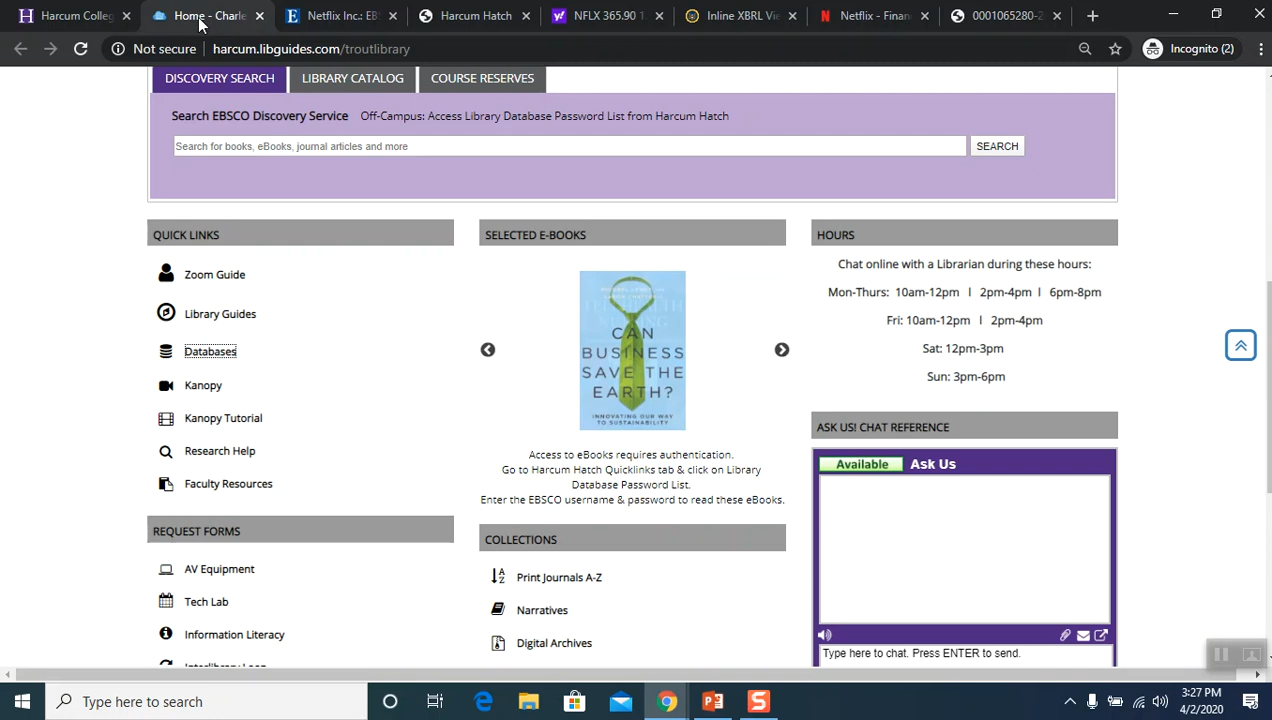 Harcum Colleg
Home - Charle
Netflix Inc.: EB
Harcum Hatch
NFLX 365.90 1
Inline XBRL Vie
Netflix - Finan
0001065280-2
Not secure
harcum.libguides.com/troutlibrary
Incognito (2)
DISCOVERY SEARCH
LIBRARY CATALOG
COURSE RESERVES
Search EBSCO Discovery Service
Off-Campus: Access Library Database Password List from Harcum Hatch
Search for books, eBooks, journal articles and more
SEARCH
QUICK LINKS
Zoom Guide
Library Guides
Databases
Kanopy
Kanopy Tutorial
Research Help
Faculty Resources
REQUEST FORMS
AV Equipment
Tech Lab
Information Literacy
Interlibrary Loan
SELECTED E-BOOKS
CAN
BUSINESS
SAVE THE
EARTH?
INNOVATING OUR WAY
TO SUSTAINABILITY
Access to eBooks requires authentication.
Go to Harcum Hatch Quicklinks tab & click on Library
Database Password List.
Enter the EBSCO username & password to read these eBooks.
COLLECTIONS
Print Journals A-Z
Narratives
Digital Archives
HOURS
Chat online with a Librarian during these hours:
Mon-Thurs: 10am-12pm I 2pm-4pm I 6pm-8pm
Fri: 10am-12pm I 2pm-4pm
Sat: 12pm-3pm
Sun: 3pm-6pm
ASK US! CHAT REFERENCE
Available
Ask Us
Type here to chat. Press ENTER to send.
Type here to search
3:27 PM
4/2/2020